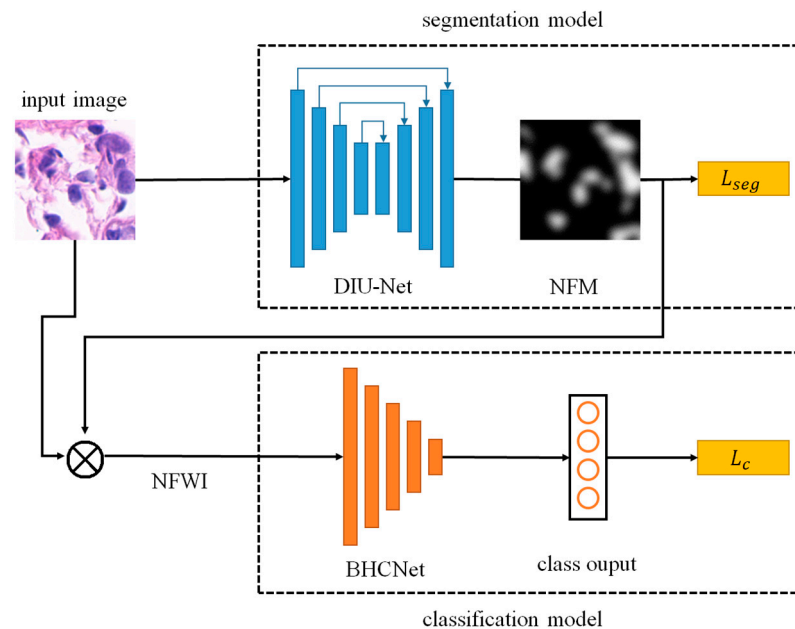 segmentation model
input image
L_seg
DIU-Net
NFM
NFWI
L_c
BHCNet
class ouput
classification model